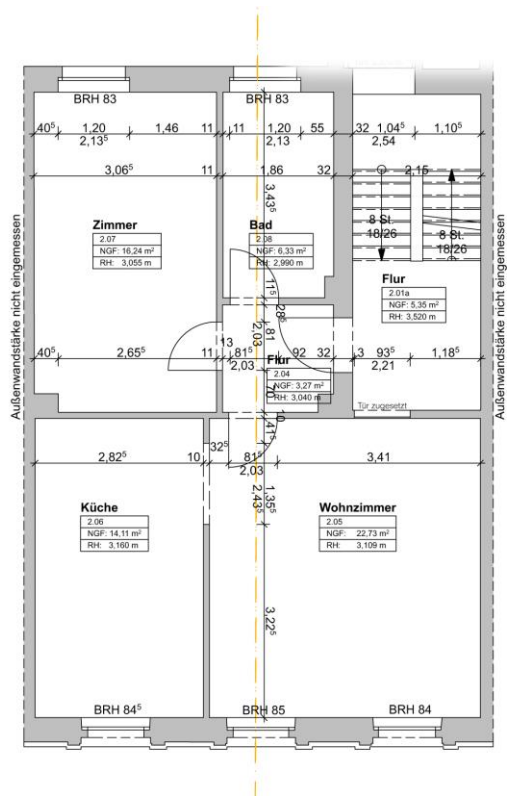 BRH 83
BRH 83
40⁵ 1,20 1,46 11 11 1,20 55 32 1,04⁵ 1,10⁵
2,13⁵ 2,13 2,54
3,06⁵ 11 1,86 32 2,15
3,43⁵
8 St.
18/26
8 St.
18/26
Zimmer
2.07
NGF: 16,24 m²
RH: 3,055 m
Bad
2.08
NGF: 6,33 m²
RH: 2,990 m
Flur
2.01a
NGF: 5,35 m²
RH: 3,520 m
Außenwandstärke nicht eingemessen
Außenwandstärke nicht eingemessen
11⁵
28⁵
81
2,03
13
40⁵ 2,65 11 81⁵ 92 32 3 93⁵ 1,18⁵
2,03 2,21
Flur
2.04
NGF: 3,27 m²
RH: 3,040 m
Tür zugesetzt
10
41⁵
32⁵
2,82⁵ 10 81⁵ 3,41
2,03
1,35⁵
2,43⁵
Küche
2.06
NGF: 14,11 m²
RH: 3,160 m
Wohnzimmer
2.05
NGF: 22,73 m²
RH: 3,109 m
3,22⁵
BRH 84⁵
BRH 85
BRH 84